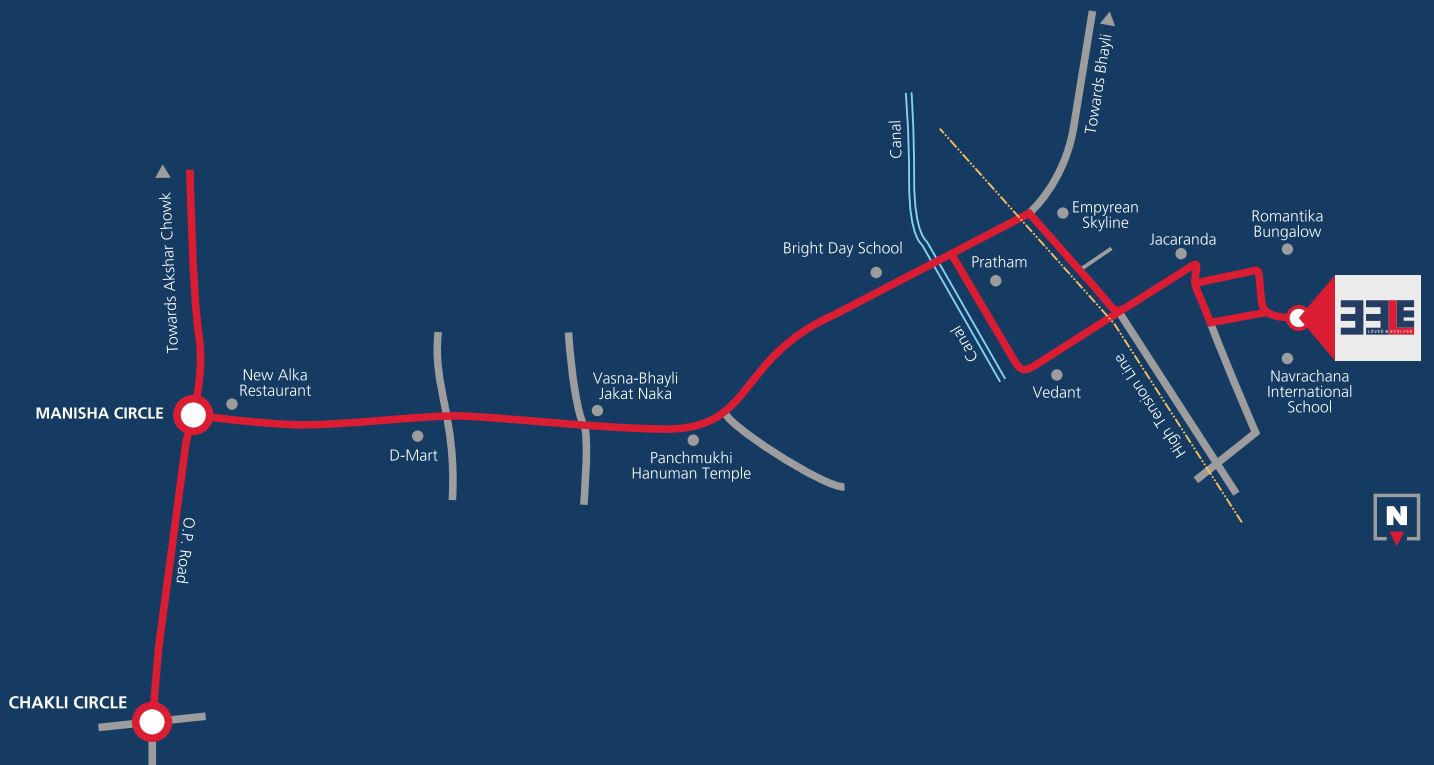 Towards Bhayli
Canal
Towards Akshar Chowk
Empyrean
Skyline
Romantika
Bungalow
Jacaranda
Bright Day School
Pratham
LOVED & EVOLVED
Canal
New Alka
Restaurant
Vasna-Bhayli
Jakat Naka
Vedant
High Tension Line
Navrachana
International
School
MANISHA CIRCLE
D-Mart
Panchmukhi
Hanuman Temple
O.P. Road
N
CHAKLI CIRCLE